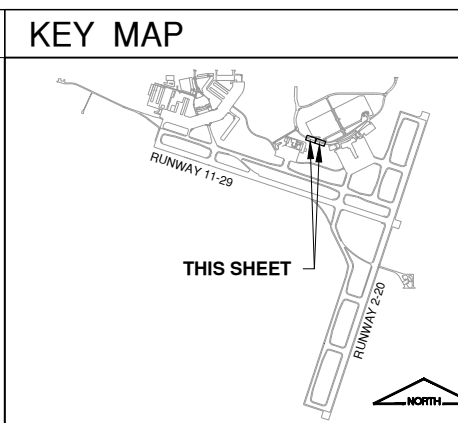 KEY MAP
RUNWAY 11-29
THIS SHEET
RUNWAY 2-20
NORTH